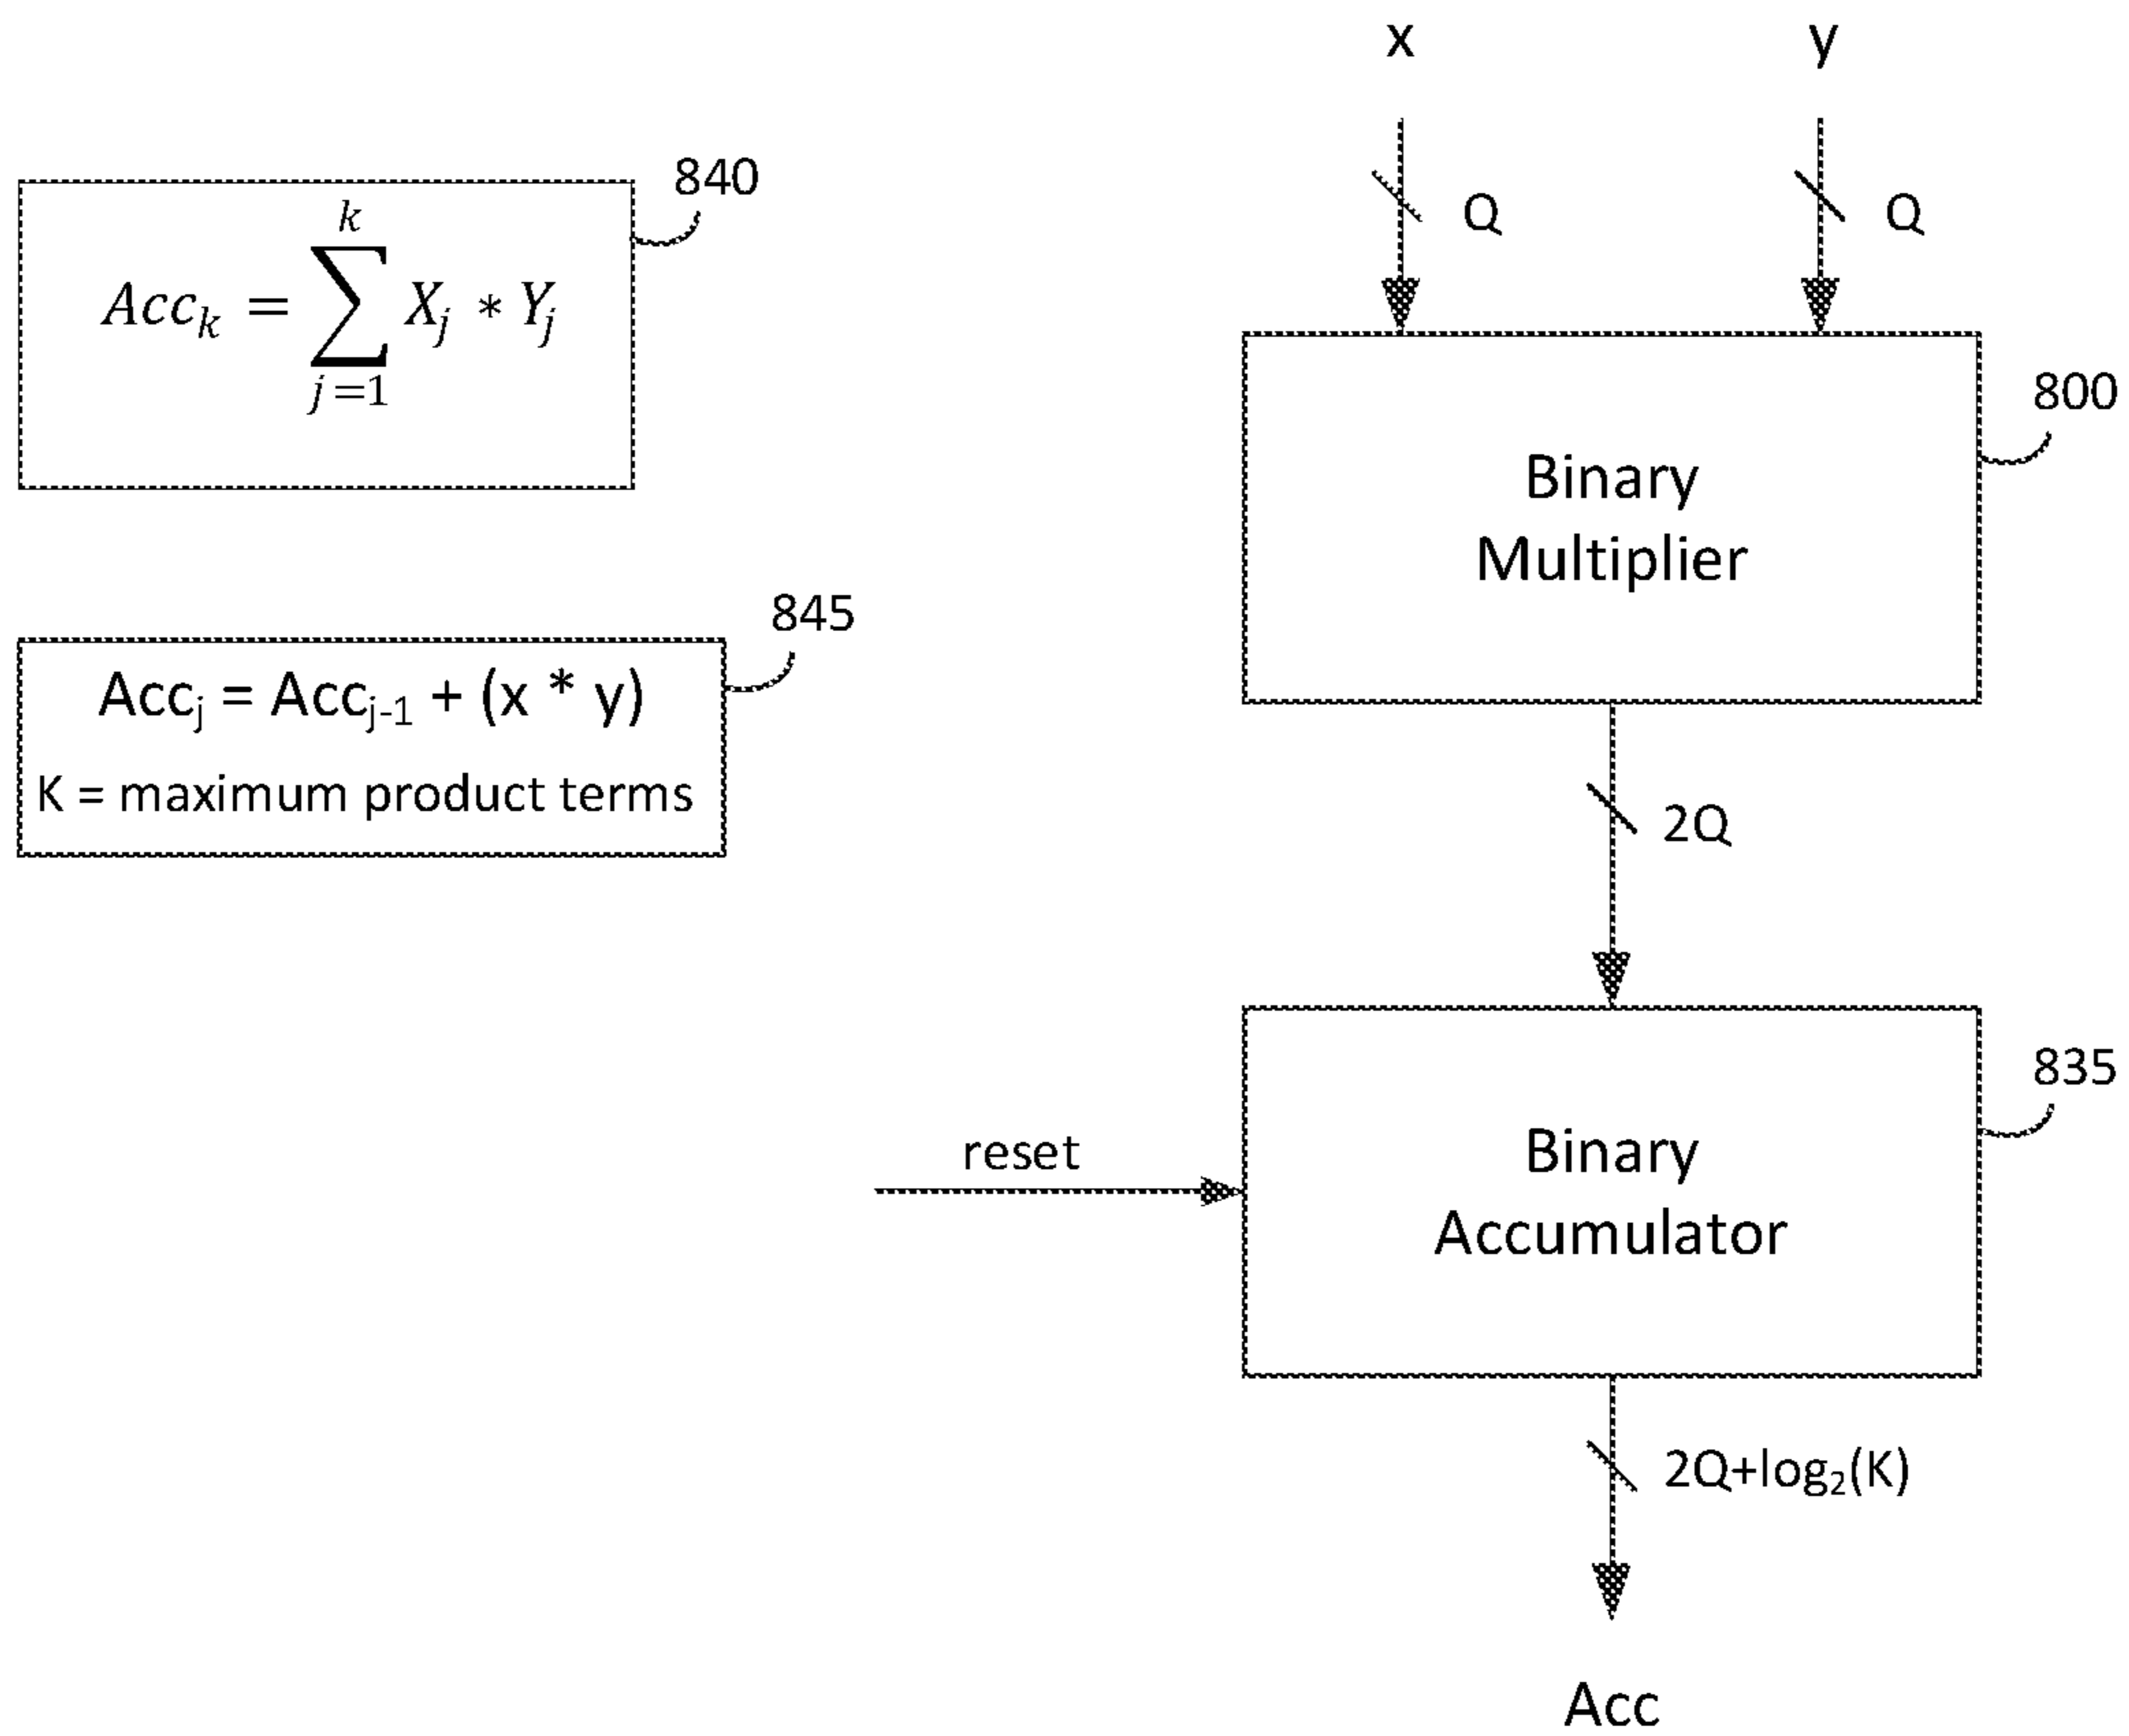 x y
840
Q Q
k
Acc_k = ∑ X_j * Y_j
j=1
800
Binary
Multiplier
845
Acc_j = Acc_{j-1} + (x * y)
K = maximum product terms
2Q
835
reset
Binary
Accumulator
2Q+log_2(K)
Acc